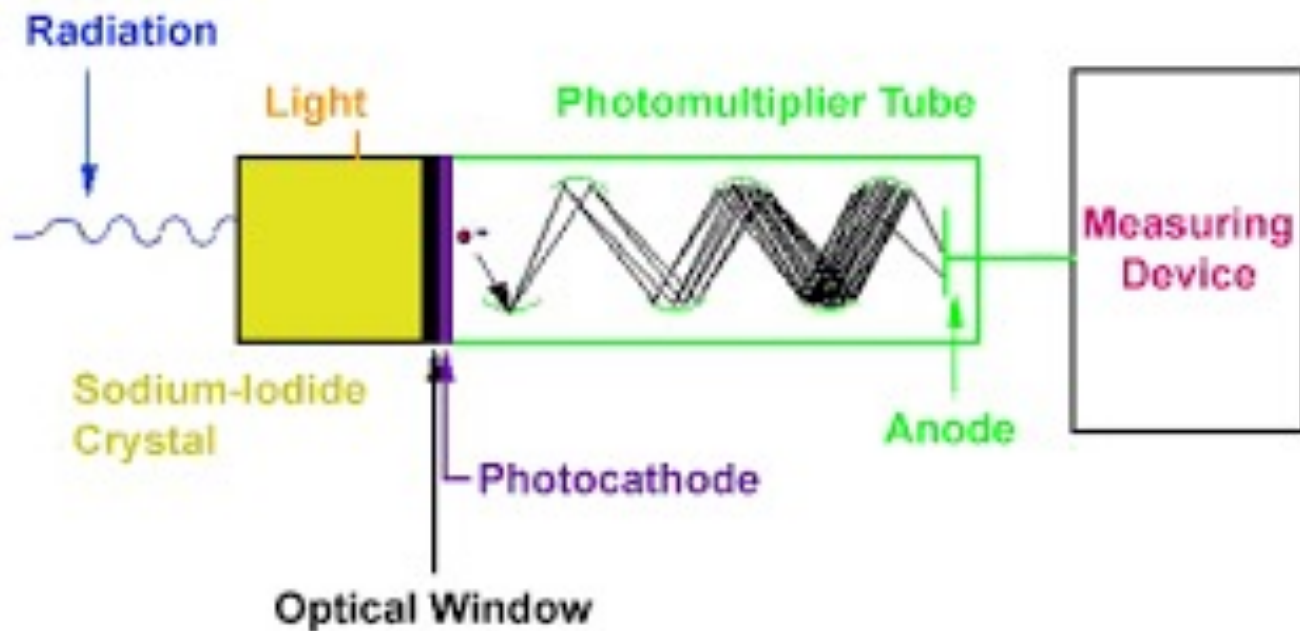 Radiation
Light
Photomultiplier Tube
e-
Measuring
Device
Sodium-Iodide
Crystal
Anode
Photocathode
Optical Window